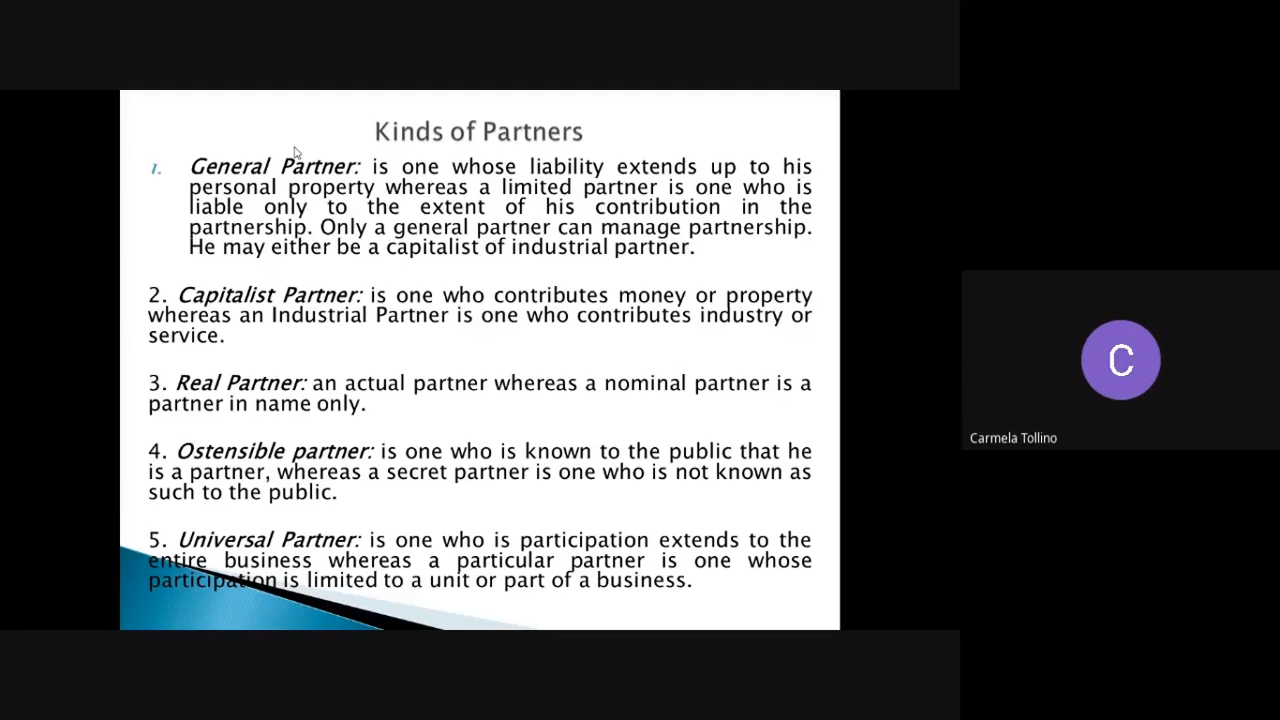 Kinds of Partners
1. General Partner: is one whose liability extends up to his
personal property whereas a limited partner is one who is
liable only to the extent of his contribution in the
partnership. Only a general partner can manage partnership.
He may either be a capitalist of industrial partner.
2. Capitalist Partner: is one who contributes money or property
whereas an Industrial Partner is one who contributes industry or
service.
3. Real Partner: an actual partner whereas a nominal partner is a
partner in name only.
4. Ostensible partner: is one who is known to the public that he
is a partner, whereas a secret partner is one who is not known as
such to the public.
5. Universal Partner: is one who is participation extends to the
entire business whereas a particular partner is one whose
participation is limited to a unit or part of a business.
C
Carmela Tollino